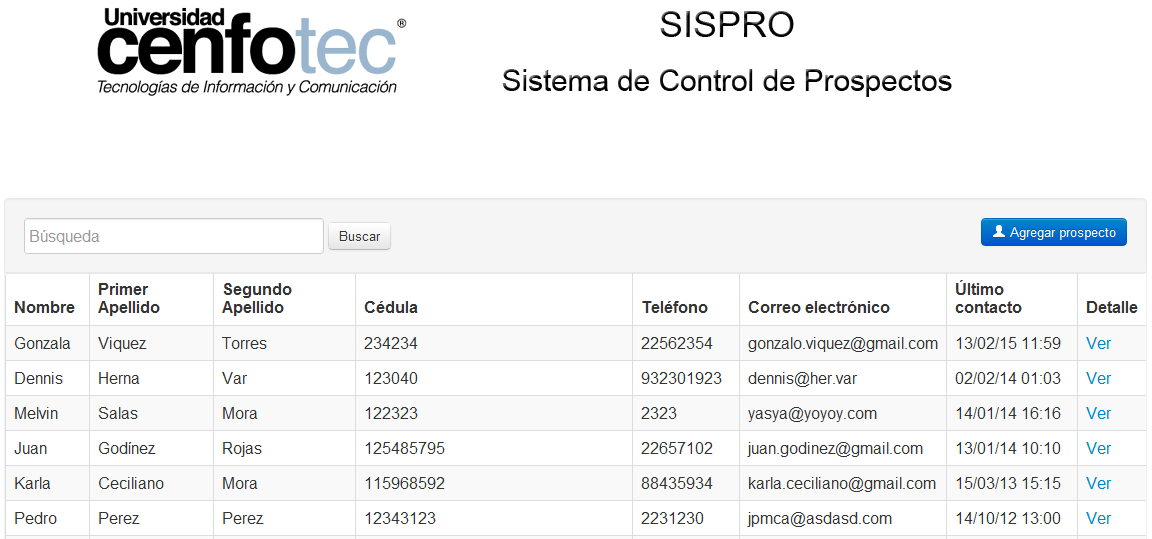 Universidad
cenfotec®
Tecnologías de Información y Comunicación
SISPRO
Sistema de Control de Prospectos
Búsqueda Buscar Agregar prospecto
Nombre Primer Apellido Segundo Apellido Cédula Teléfono Correo electrónico Último contacto Detalle
Gonzala Viquez Torres 234234 22562354 gonzalo.viquez@gmail.com 13/02/15 11:59 Ver
Dennis Herna Var 123040 932301923 dennis@her.var 02/02/14 01:03 Ver
Melvin Salas Mora 122323 2323 yasya@yoyoy.com 14/01/14 16:16 Ver
Juan Godínez Rojas 125485795 22657102 juan.godinez@gmail.com 13/01/14 10:10 Ver
Karla Ceciliano Mora 115968592 88435934 karla.ceciliano@gmail.com 15/03/13 15:15 Ver
Pedro Perez Perez 12343123 2231230 jpmca@asdasd.com 14/10/12 13:00 Ver